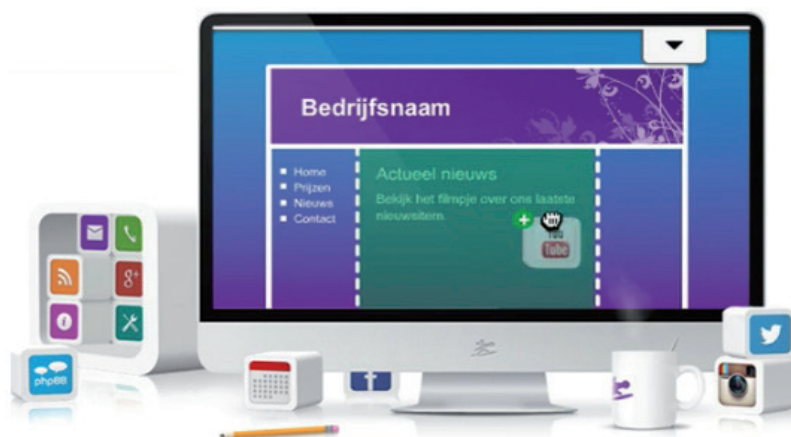 Bedrijfsnaam
Home
Prijzen
Nieuws
Contact
Actueel nieuws
Bekijk het filmpje over ons laatste
nieuwsitem.
You
Tube
g+
phpBB
f